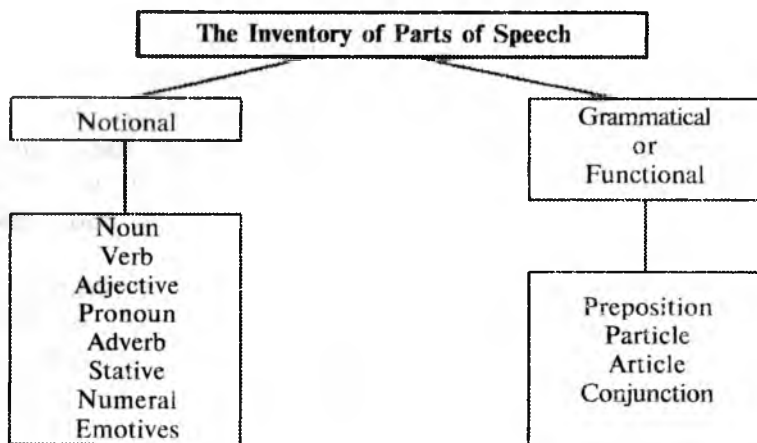 The Inventory of Parts of Speech
Notional
Grammatical
or
Functional
Noun
Verb
Adjective
Pronoun
Adverb
Stative
Numeral
Emotives
Preposition
Particle
Article
Conjunction